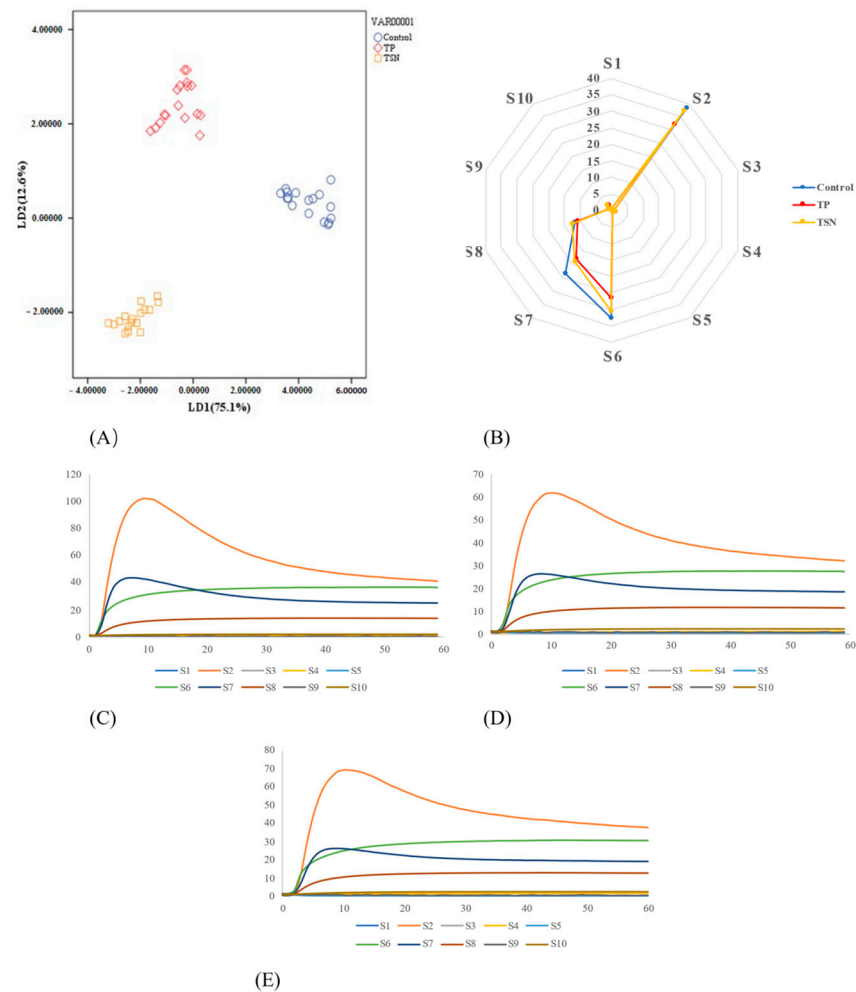 4.00000
2.00000
0.00000
- 2.00000
- 4.00000 - 2.00000 0.00000 2.00000 4.00000 6.00000
LD2(12.6%)
LD1(75.1%)
VAR00001
Control
TP
TSN
(A)
S1
S2
S3
S4
S5
S6
S7
S8
S9
S10
40
35
30
25
20
15
10
5
0
Control
TP
TSN
(B)
120
100
80
60
40
20
0
0 10 20 30 40 50 60
S1 S2 S3 S4 S5
S6 S7 S8 S9 S10
(C)
70
60
50
40
30
20
10
0
0 10 20 30 40 50 60
S1 S2 S3 S4 S5
S6 S7 S8 S9 S10
(D)
80
70
60
50
40
30
20
10
0
0 10 20 30 40 50 60
S1 S2 S3 S4 S5
S6 S7 S8 S9 S10
(E)